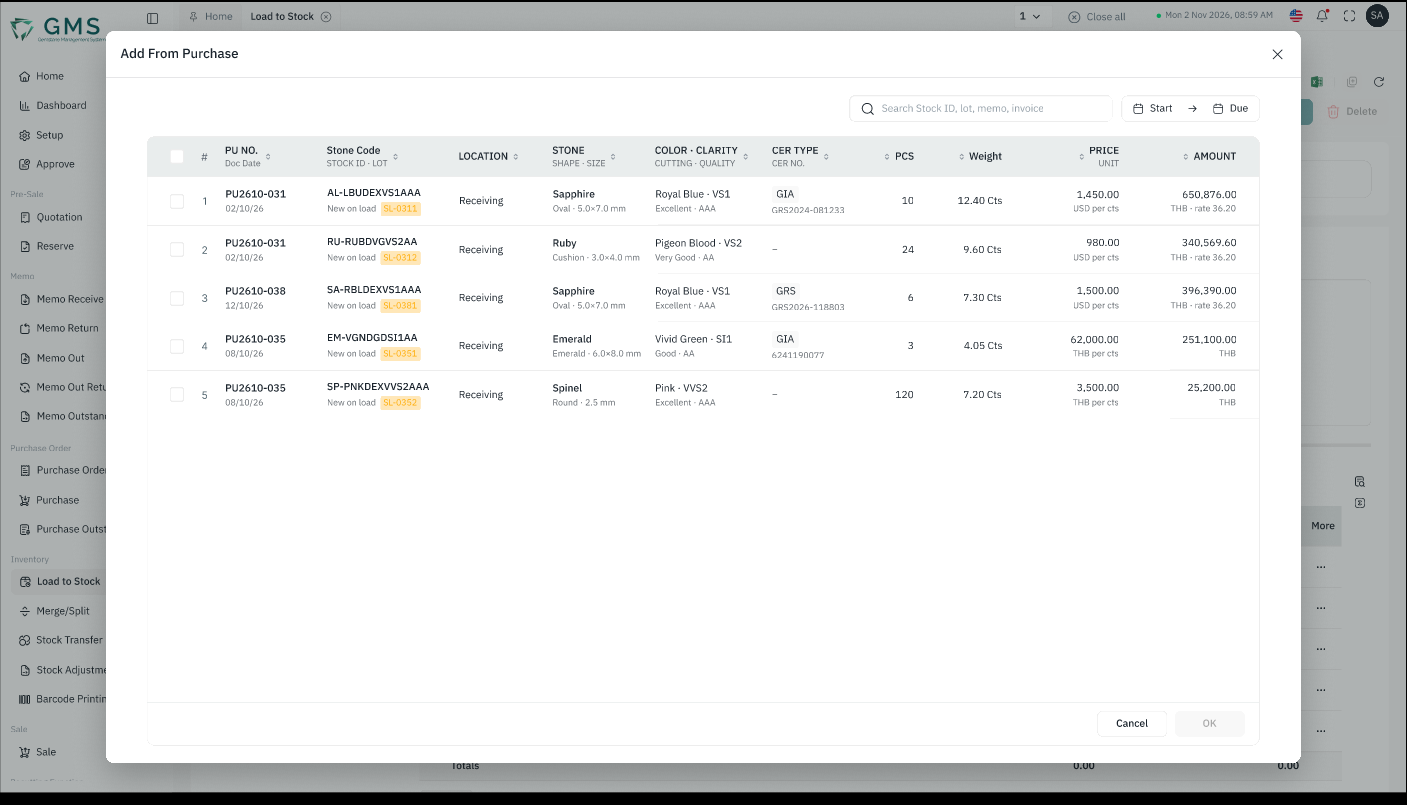 GMS
Gemstone Management System
Home
Load to Stock
1
Close all
Mon 2 Nov 2026, 08:59 AM
SA
Home
Dashboard
Setup
Approve
Pre-Sale
Quotation
Reserve
Memo
Memo Receive
Memo Return
Memo Out
Memo Out Retu
Memo Outstan
Purchase Order
Purchase Orde
Purchase
Purchase Outst
Inventory
Load to Stock
Merge/Split
Stock Transfer
Stock Adjustme
Barcode Printin
Sale
Sale
Delete
More
Totals
0.00
0.00
Add From Purchase
Search Stock ID, lot, memo, invoice
Start → Due
# PU NO. Stone Code LOCATION STONE COLOR · CLARITY CER TYPE PCS Weight PRICE AMOUNT
Doc Date STOCK ID · LOT SHAPE · SIZE CUTTING · QUALITY CER NO. UNIT
1 PU2610-031 AL-LBUDEXVS1AAA Receiving Sapphire Royal Blue · VS1 GIA 10 12.40 Cts 1,450.00 650,876.00
02/10/26 New on load SL-0311 Oval · 5.0×7.0 mm Excellent · AAA GRS2024-081233 USD per cts THB · rate 36.20
2 PU2610-031 RU-RUBDVGVS2AA Receiving Ruby Pigeon Blood · VS2 – 24 9.60 Cts 980.00 340,569.60
02/10/26 New on load SL-0312 Cushion · 3.0×4.0 mm Very Good · AA USD per cts THB · rate 36.20
3 PU2610-038 SA-RBLDEXVS1AAA Receiving Sapphire Royal Blue · VS1 GRS 6 7.30 Cts 1,500.00 396,390.00
12/10/26 New on load SL-0381 Oval · 5.0×7.0 mm Excellent · AAA GRS2026-118803 USD per cts THB · rate 36.20
4 PU2610-035 EM-VGNDGDSI1AA Receiving Emerald Vivid Green · SI1 GIA 3 4.05 Cts 62,000.00 251,100.00
08/10/26 New on load SL-0351 Emerald · 6.0×8.0 mm Good · AA 6241190077 THB per cts THB
5 PU2610-035 SP-PNKDEXVVS2AAA Receiving Spinel Pink · VVS2 – 120 7.20 Cts 3,500.00 25,200.00
08/10/26 New on load SL-0352 Round · 2.5 mm Excellent · AAA THB per cts THB
Cancel
OK